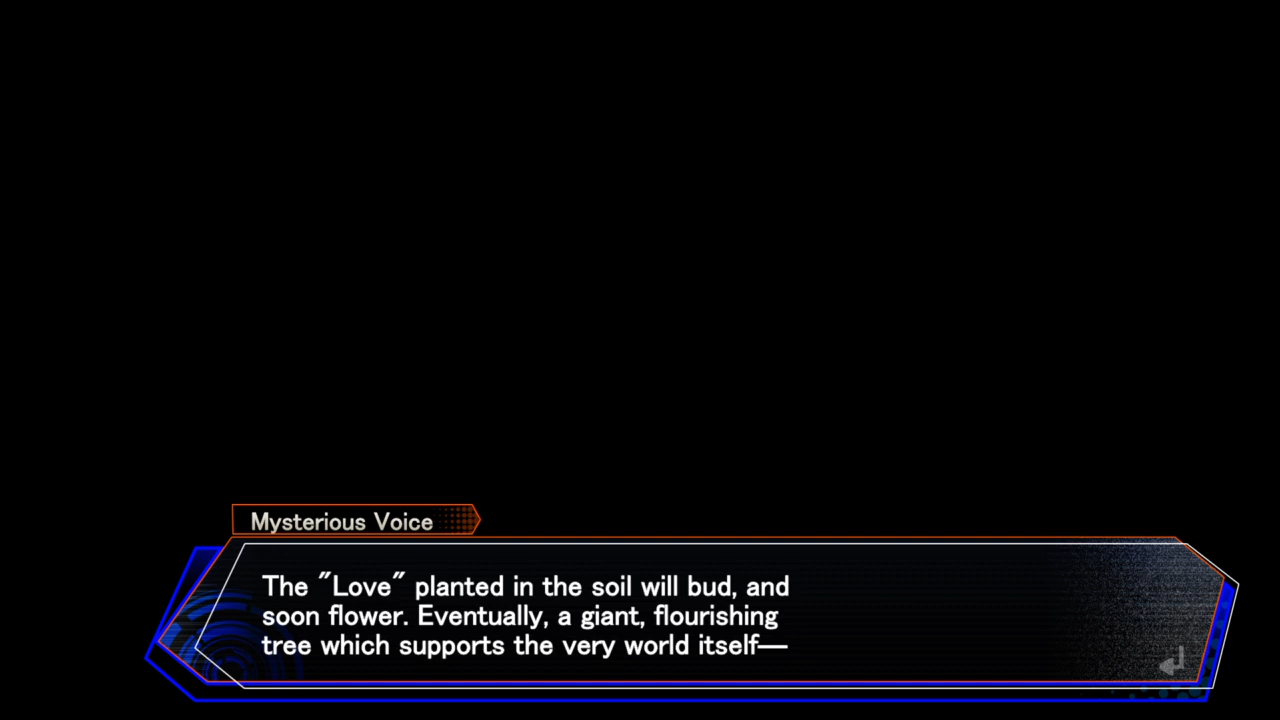 Mysterious Voice
The "Love" planted in the soil will bud, and
soon flower. Eventually, a giant, flourishing
tree which supports the very world itself—